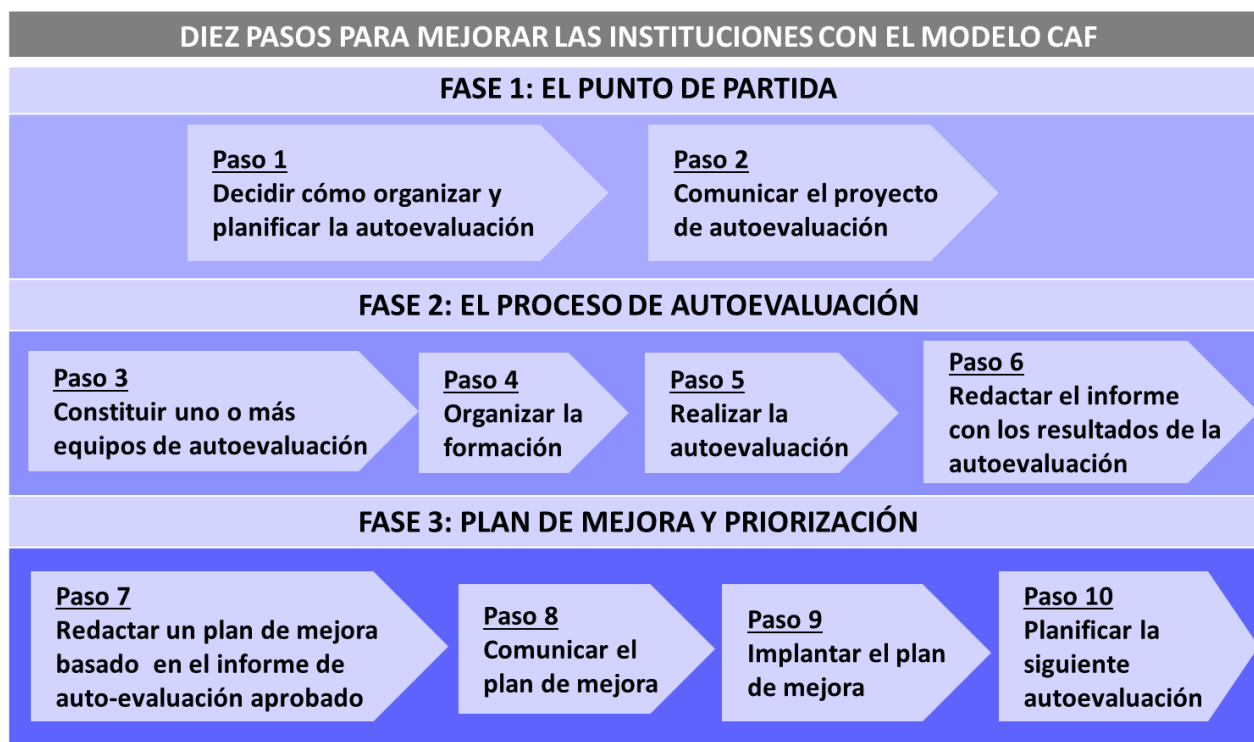 DIEZ PASOS PARA MEJORAR LAS INSTITUCIONES CON EL MODELO CAF
FASE 1: EL PUNTO DE PARTIDA
Paso 1
Decidir cómo organizar y
planificar la autoevaluación
Paso 2
Comunicar el proyecto
de autoevaluación
FASE 2: EL PROCESO DE AUTOEVALUACIÓN
Paso 3
Constituir uno o más
equipos de autoevaluación
Paso 4
Organizar la
formación
Paso 5
Realizar la
autoevaluación
Paso 6
Redactar el informe
con los resultados de la
autoevaluación
FASE 3: PLAN DE MEJORA Y PRIORIZACIÓN
Paso 7
Redactar un plan de mejora
basado en el informe de
auto-evaluación aprobado
Paso 8
Comunicar el
plan de mejora
Paso 9
Implantar el plan
de mejora
Paso 10
Planificar la
siguiente
autoevaluación